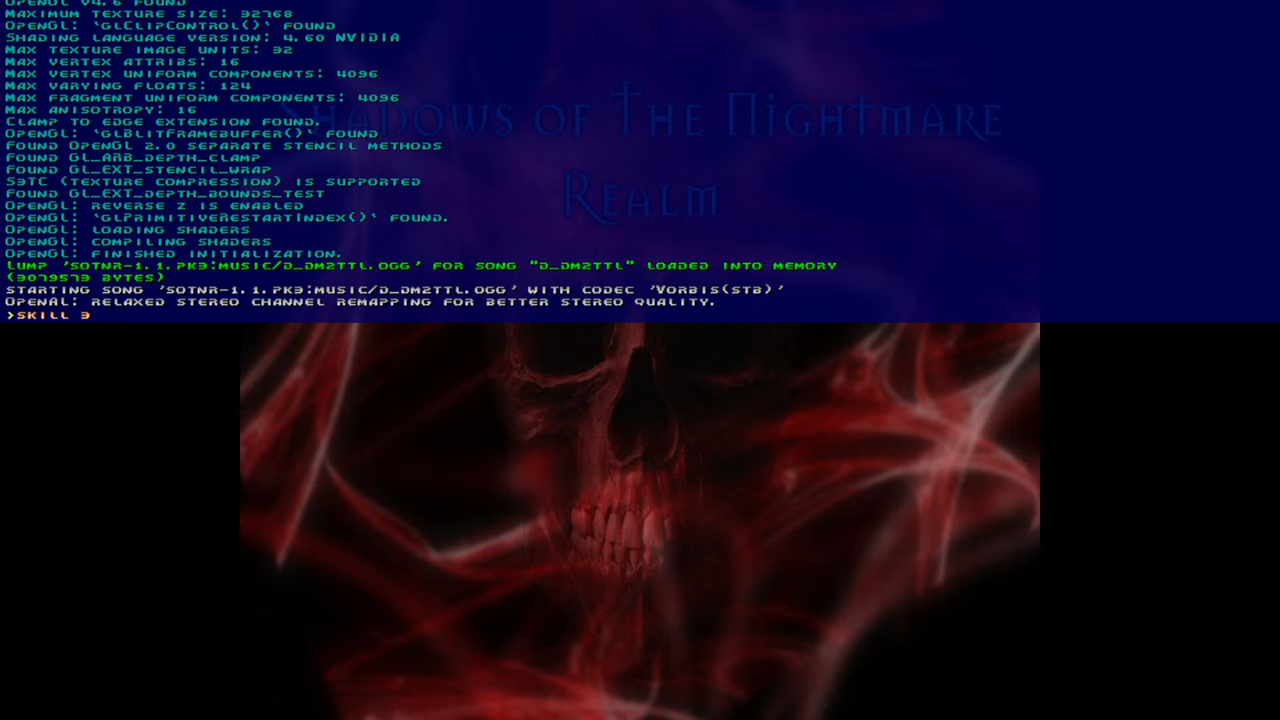 OpenGL v4.6 found
Maximum texture size: 32768
OpenGL: `glClipControl()` found
Shading language version: 4.60 NVIDIA
Max texture image units: 32
Max vertex attribs: 16
Max vertex uniform components: 4096
Max varying floats: 124
Max fragment uniform components: 4096
Max anisotropy: 16
Clamp to edge extension found.
OpenGL: `glBlitFramebuffer()` found
Found OpenGL 2.0 separate stencil methods
Found GL_ARB_depth_clamp
Found GL_EXT_stencil_wrap
S3TC (texture compression) is supported
Found GL_EXT_depth_bounds_test
OpenGL: Reverse Z is enabled
OpenGL: `glPrimitiveRestartIndex()` found.
OpenGL: Loading shaders
OpenGL: Compiling shaders
OpenGL: Finished initialization.
Lump 'SOTNR-1.1.PK3:MUSIC/D_DM2TTL.OGG' for song "D_DM2TTL" loaded into memory
(3079573 bytes)
Starting song 'SOTNR-1.1.PK3:MUSIC/D_DM2TTL.OGG' with codec 'Vorbis(stb)'
OpenAL: Relaxed stereo channel remapping for better stereo quality.
>skill 3
Shadows of The Nightmare
Realm